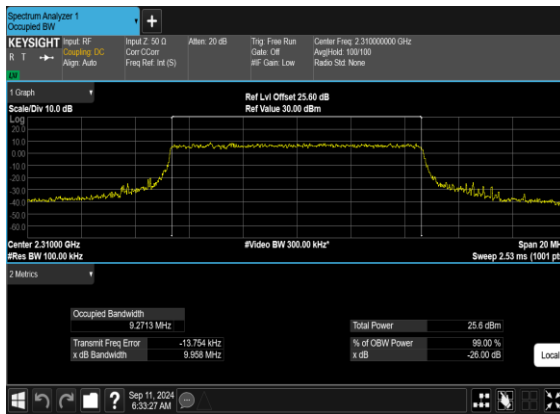 Spectrum Analyzer 1
Occupied BW
KEYSIGHT
R T
Input: RF
Coupling: DC
Align: Auto
Input Z: 50 Ω
Corr CCorr
Freq Ref: Int (S)
Atten: 20 dB
Trig: Free Run
Gate: Off
#IF Gain: Low
Center Freq: 2.310000000 GHz
Avg|Hold: 100/100
Radio Std: None
1 Graph
Scale/Div 10.0 dB
Ref Lvl Offset 25.60 dB
Ref Value 30.00 dBm
Log
20.0
10.0
0.00
-10.0
-20.0
-30.0
-40.0
-50.0
-60.0
Center 2.31000 GHz
#Video BW 300.00 kHz*
Span 20 MH
#Res BW 100.00 kHz
Sweep 2.53 ms (1001 pts
2 Metrics
Occupied Bandwidth
9.2713 MHz
Total Power 25.6 dBm
Transmit Freq Error -13.754 kHz
% of OBW Power 99.00 %
x dB Bandwidth 9.958 MHz
x dB -26.00 dB
Local
Sep 11, 2024
6:33:27 AM